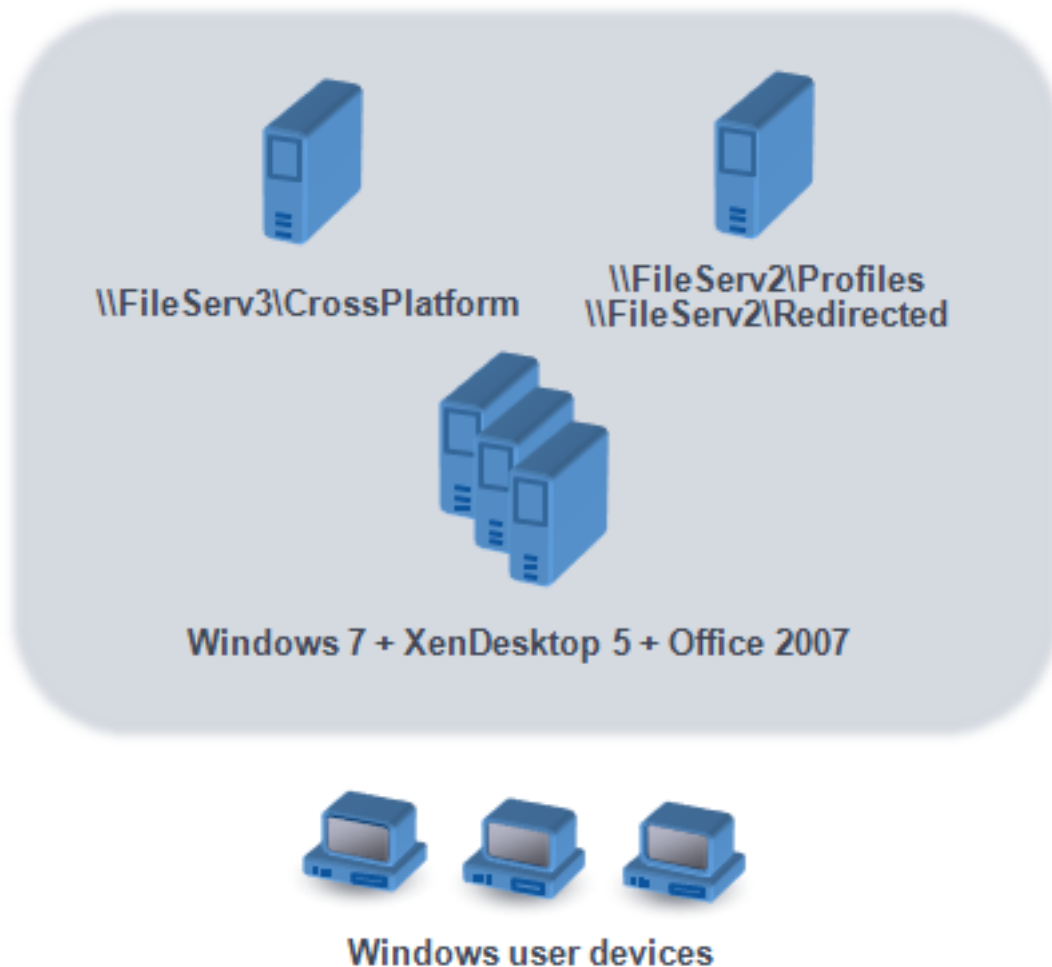 \\FileServ3\CrossPlatform
\\FileServ2\Profiles
\\FileServ2\Redirected
Windows 7 + XenDesktop 5 + Office 2007
Windows user devices